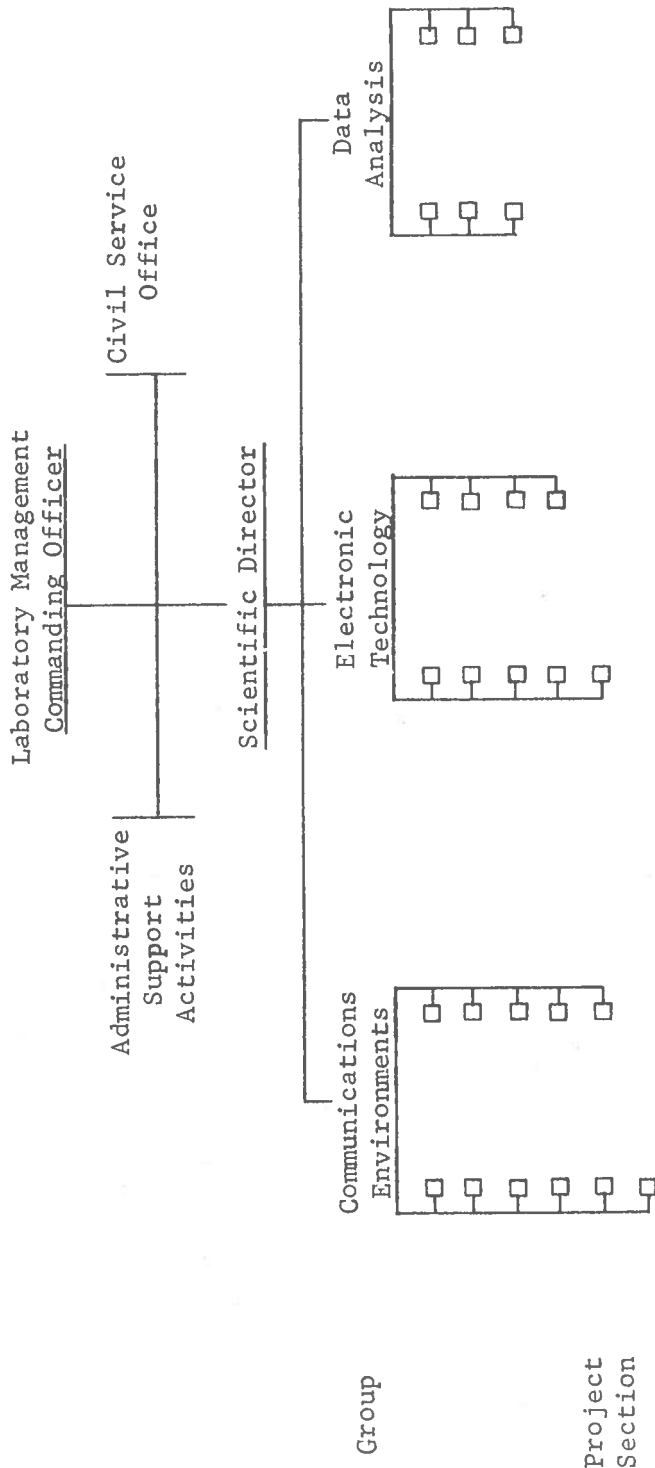 Laboratory Management
Commanding Officer
Administrative
Support
Activities
Civil Service
Office
Scientific Director
Group
Communications
Environments
Electronic
Technology
Data
Analysis
Project
Section